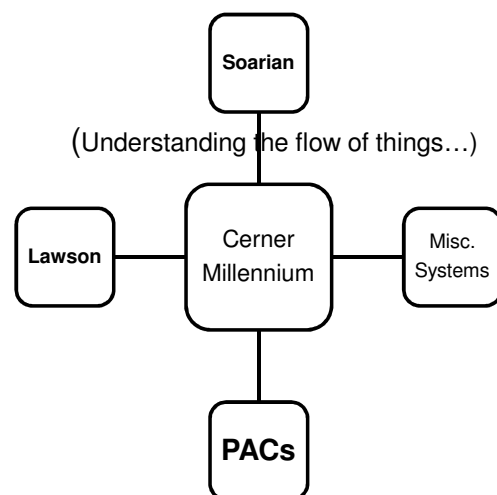 Soarian
(Understanding the flow of things…)
Cerner
Millennium
Lawson
Misc.
Systems
PACs